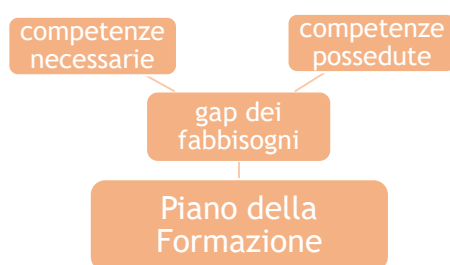 competenze
necessarie
competenze
possedute
gap dei
fabbisogni
Piano della
Formazione